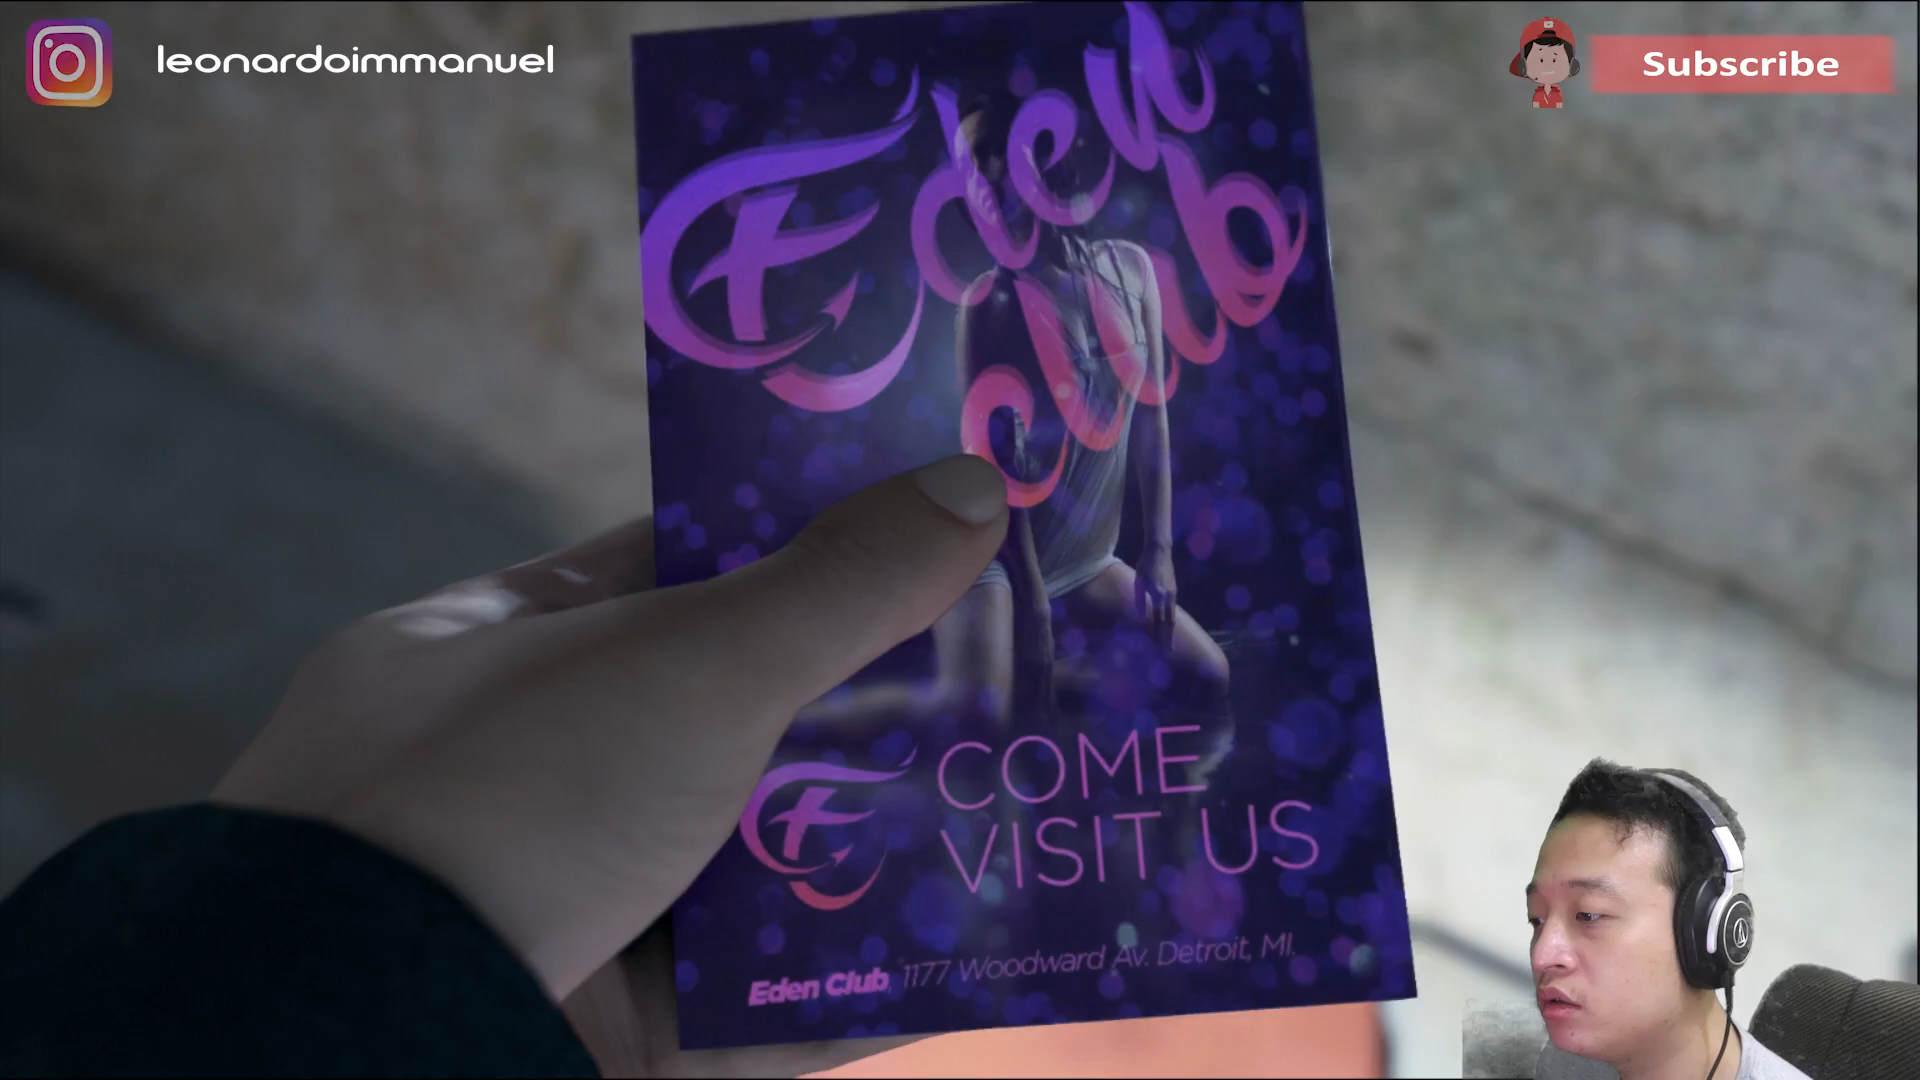 leonardoimmanuel
Subscribe
Eden
club
COME
VISIT US
Eden Club, 1177 Woodward Av. Detroit, MI.